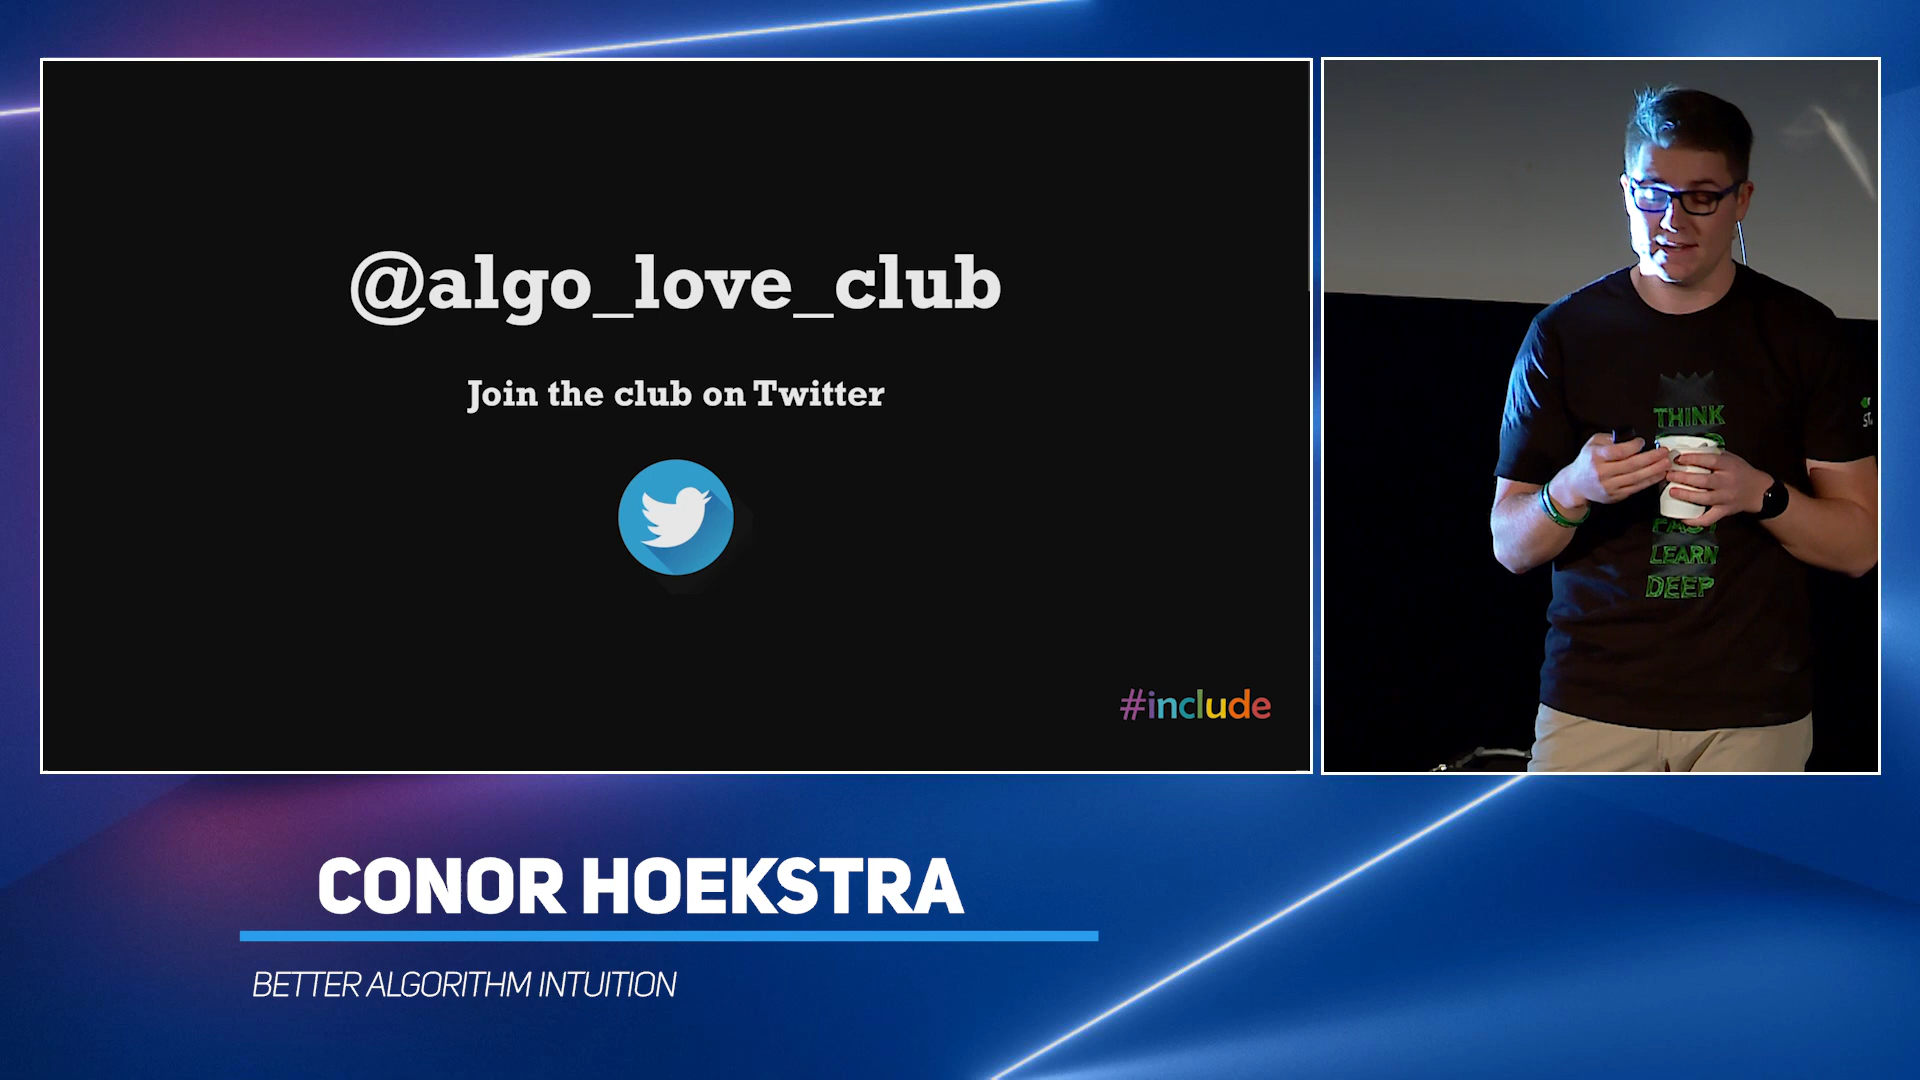 @algo_love_club
Join the club on Twitter
#include
THINK
LEARN
DEEP
CONOR HOEKSTRA
BETTER ALGORITHM INTUITION